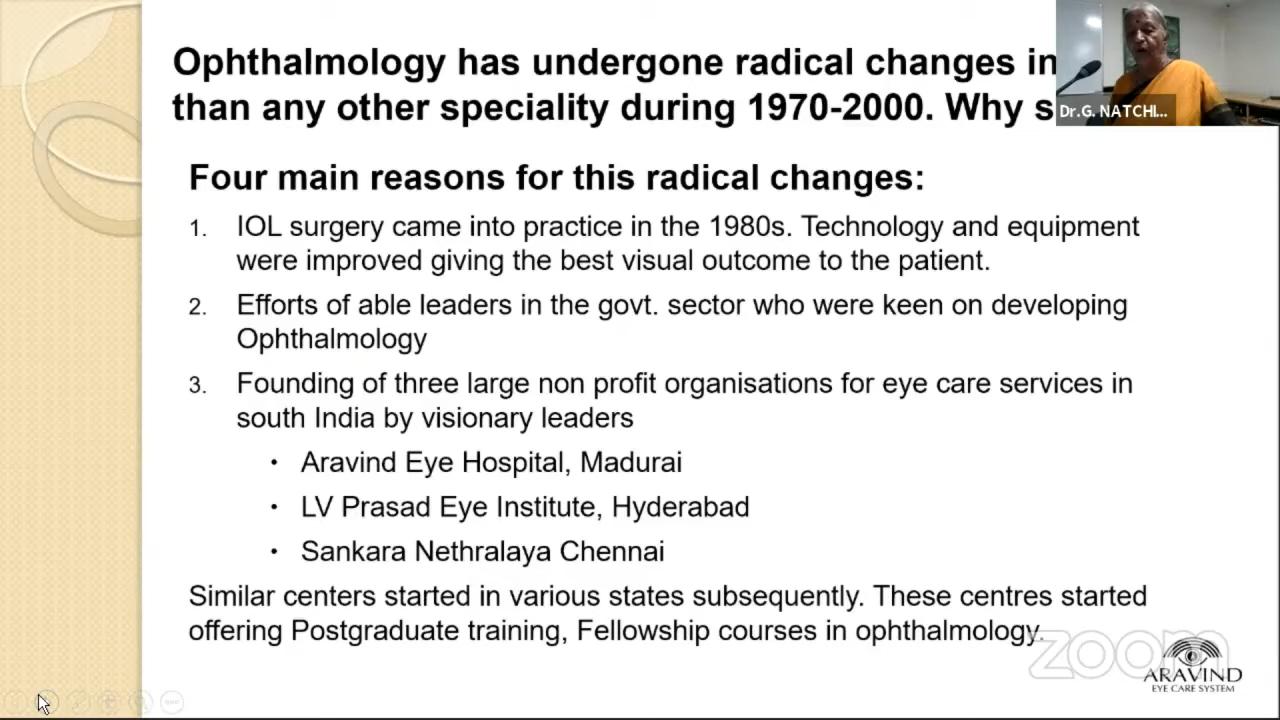 Ophthalmology has undergone radical changes in
than any other speciality during 1970-2000. Why s
Dr.G. NATCHI...
Four main reasons for this radical changes:
1. IOL surgery came into practice in the 1980s. Technology and equipment
were improved giving the best visual outcome to the patient.
2. Efforts of able leaders in the govt. sector who were keen on developing
Ophthalmology
3. Founding of three large non profit organisations for eye care services in
south India by visionary leaders
• Aravind Eye Hospital, Madurai
• LV Prasad Eye Institute, Hyderabad
• Sankara Nethralaya Chennai
Similar centers started in various states subsequently. These centres started
offering Postgraduate training, Fellowship courses in ophthalmology.
zoom
ARAVIND
EYE CARE SYSTEM